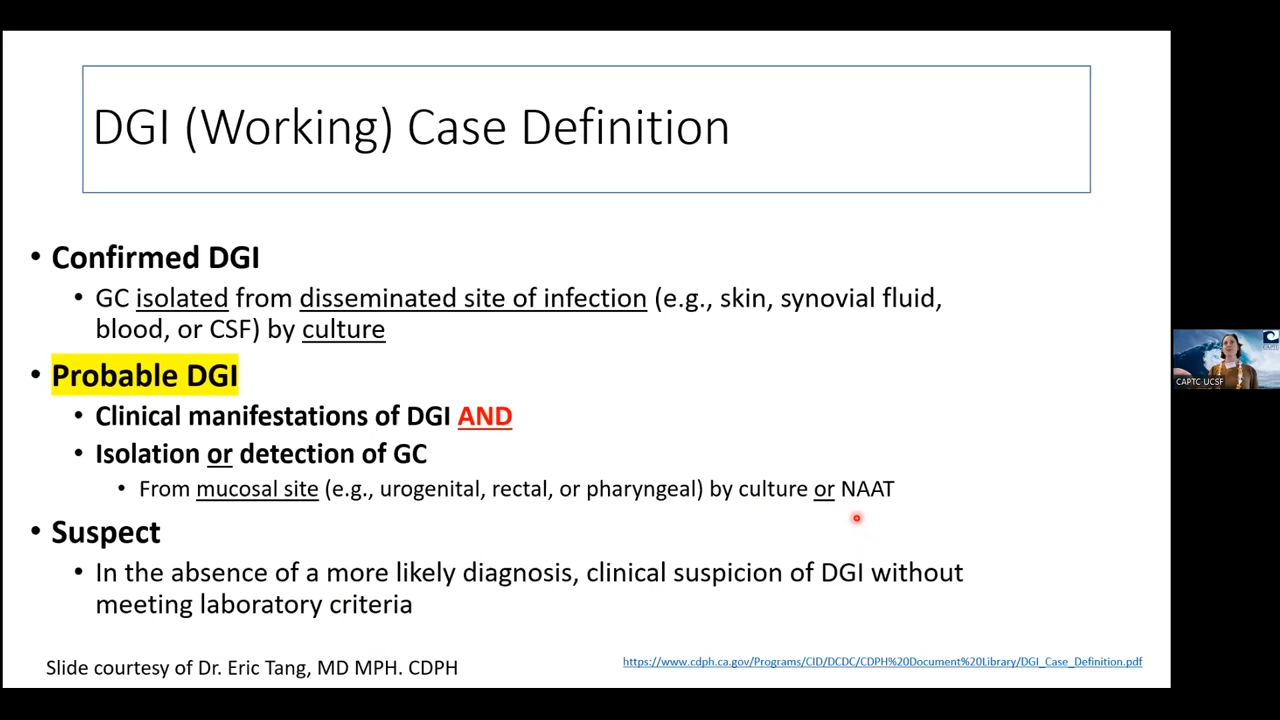 DGI (Working) Case Definition
• Confirmed DGI
• GC isolated from disseminated site of infection (e.g., skin, synovial fluid,
blood, or CSF) by culture
• Probable DGI
• Clinical manifestations of DGI AND
• Isolation or detection of GC
• From mucosal site (e.g., urogenital, rectal, or pharyngeal) by culture or NAAT
• Suspect
• In the absence of a more likely diagnosis, clinical suspicion of DGI without
meeting laboratory criteria
Slide courtesy of Dr. Eric Tang, MD MPH. CDPH
https://www.cdph.ca.gov/Programs/CID/DCDC/CDPH%20Document%20Library/DGI_Case_Definition.pdf
CAPTC UCSF